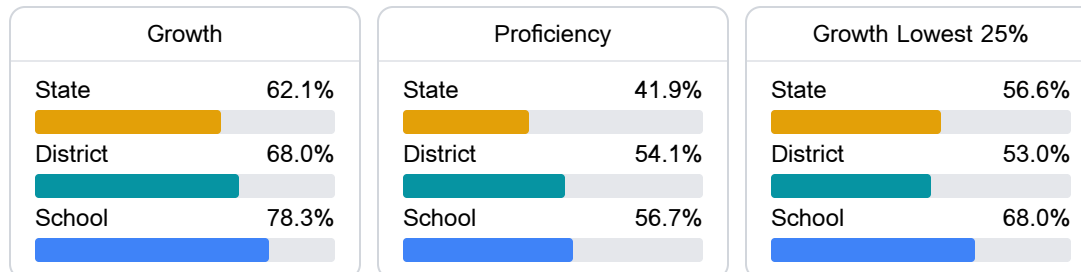 Growth
State 62.1%
District 68.0%
School 78.3%
Proficiency
State 41.9%
District 54.1%
School 56.7%
Growth Lowest 25%
State 56.6%
District 53.0%
School 68.0%